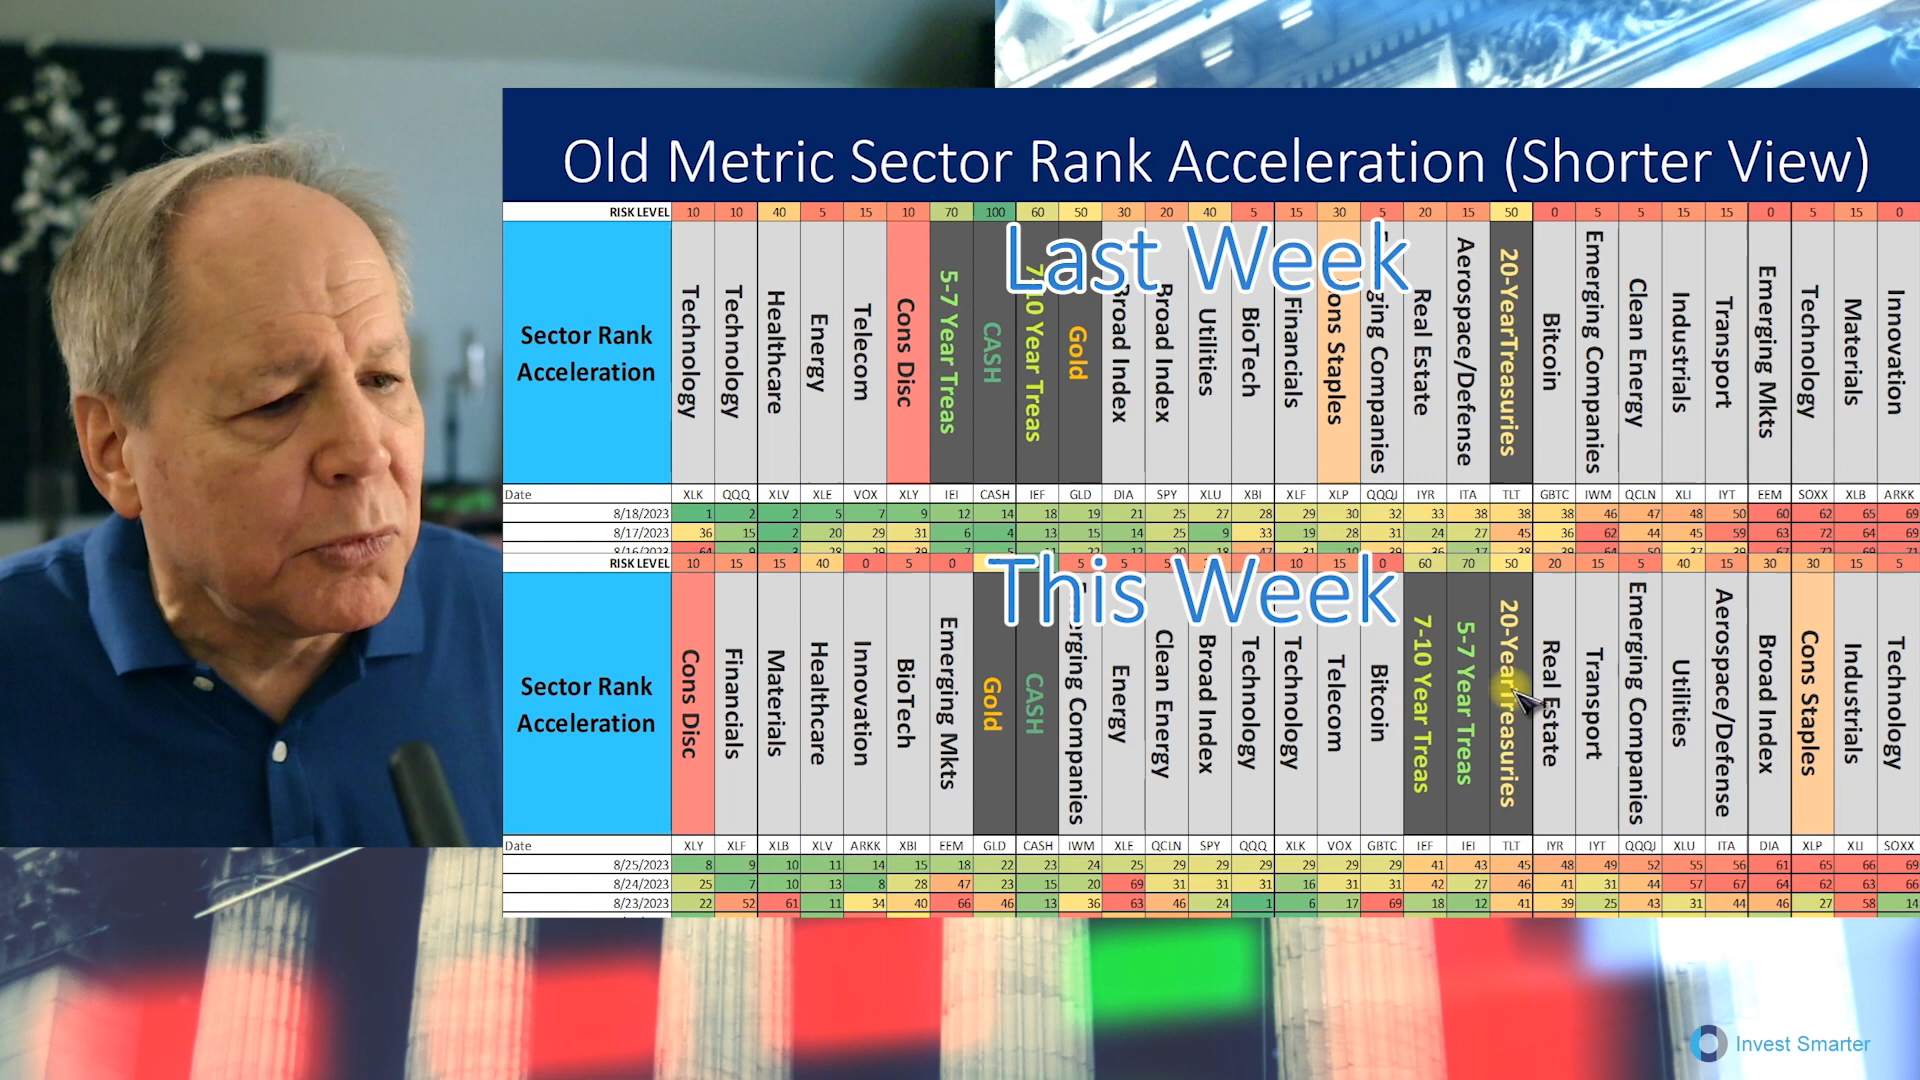 Old Metric Sector Rank Acceleration (Shorter View)
RISK LEVEL 10 10 40 5 15 10 70 100 60 50 30 20 40 5 15 30 5 20 15 50 0 5 5 15 15 0 5 15 0
Last Week
Sector Rank
Acceleration
Technology
Technology
Healthcare
Energy
Telecom
Cons Disc
5-7 Year Treas
CASH
7-10 Year Treas
Gold
Broad Index
Broad Index
Utilities
BioTech
Financials
Cons Staples
Emerging Companies
Real Estate
Aerospace/Defense
20-YearTreasuries
Bitcoin
Emerging Companies
Clean Energy
Industrials
Transport
Emerging Mkts
Technology
Materials
Innovation
Date XLK QQQ XLV XLE VOX XLY IEI CASH IEF GLD DIA SPY XLU XBI XLF XLP QQQJ IYR ITA TLT GBTC IWM QCLN XLI IYT EEM SOXX XLB ARKK
8/18/2023 1 2 2 5 7 9 12 14 18 19 21 25 27 28 29 30 32 33 38 38 38 46 47 48 50 60 62 65 69
8/17/2023 36 15 2 20 29 31 6 4 13 15 14 25 9 33 19 28 31 24 27 45 36 62 44 45 59 63 72 64 69
8/16/2023
RISK LEVEL 10 15 15 40 0 5 0 5 5 10 15 0 60 70 50 20 15 5 40 15 30 30 15 5
This Week
Sector Rank
Acceleration
Cons Disc
Financials
Materials
Healthcare
Innovation
BioTech
Emerging Mkts
Gold
CASH
Emerging Companies
Energy
Clean Energy
Broad Index
Technology
Technology
Telecom
Bitcoin
7-10 Year Treas
5-7 Year Treas
20-YearTreasuries
Real Estate
Transport
Emerging Companies
Utilities
Aerospace/Defense
Broad Index
Cons Staples
Industrials
Technology
Date XLY XLF XLB XLV ARKK XBI EEM GLD CASH IWM XLE QCLN SPY QQQ XLK VOX GBTC IEF IEI TLT IYR IYT QQQJ XLU ITA DIA XLP XLI SOXX
8/25/2023 8 9 10 11 14 15 18 22 23 24 25 29 29 29 29 29 29 41 43 45 48 49 52 55 56 61 65 66 69
8/24/2023 25 7 10 13 8 28 47 23 15 20 69 31 31 31 16 31 31 42 27 46 41 31 44 57 67 64 62 63 66
8/23/2023 22 52 61 11 34 40 66 46 13 36 63 46 24 1 6 17 69 18 12 41 39 25 43 31 44 46 27 58 14
Invest Smarter